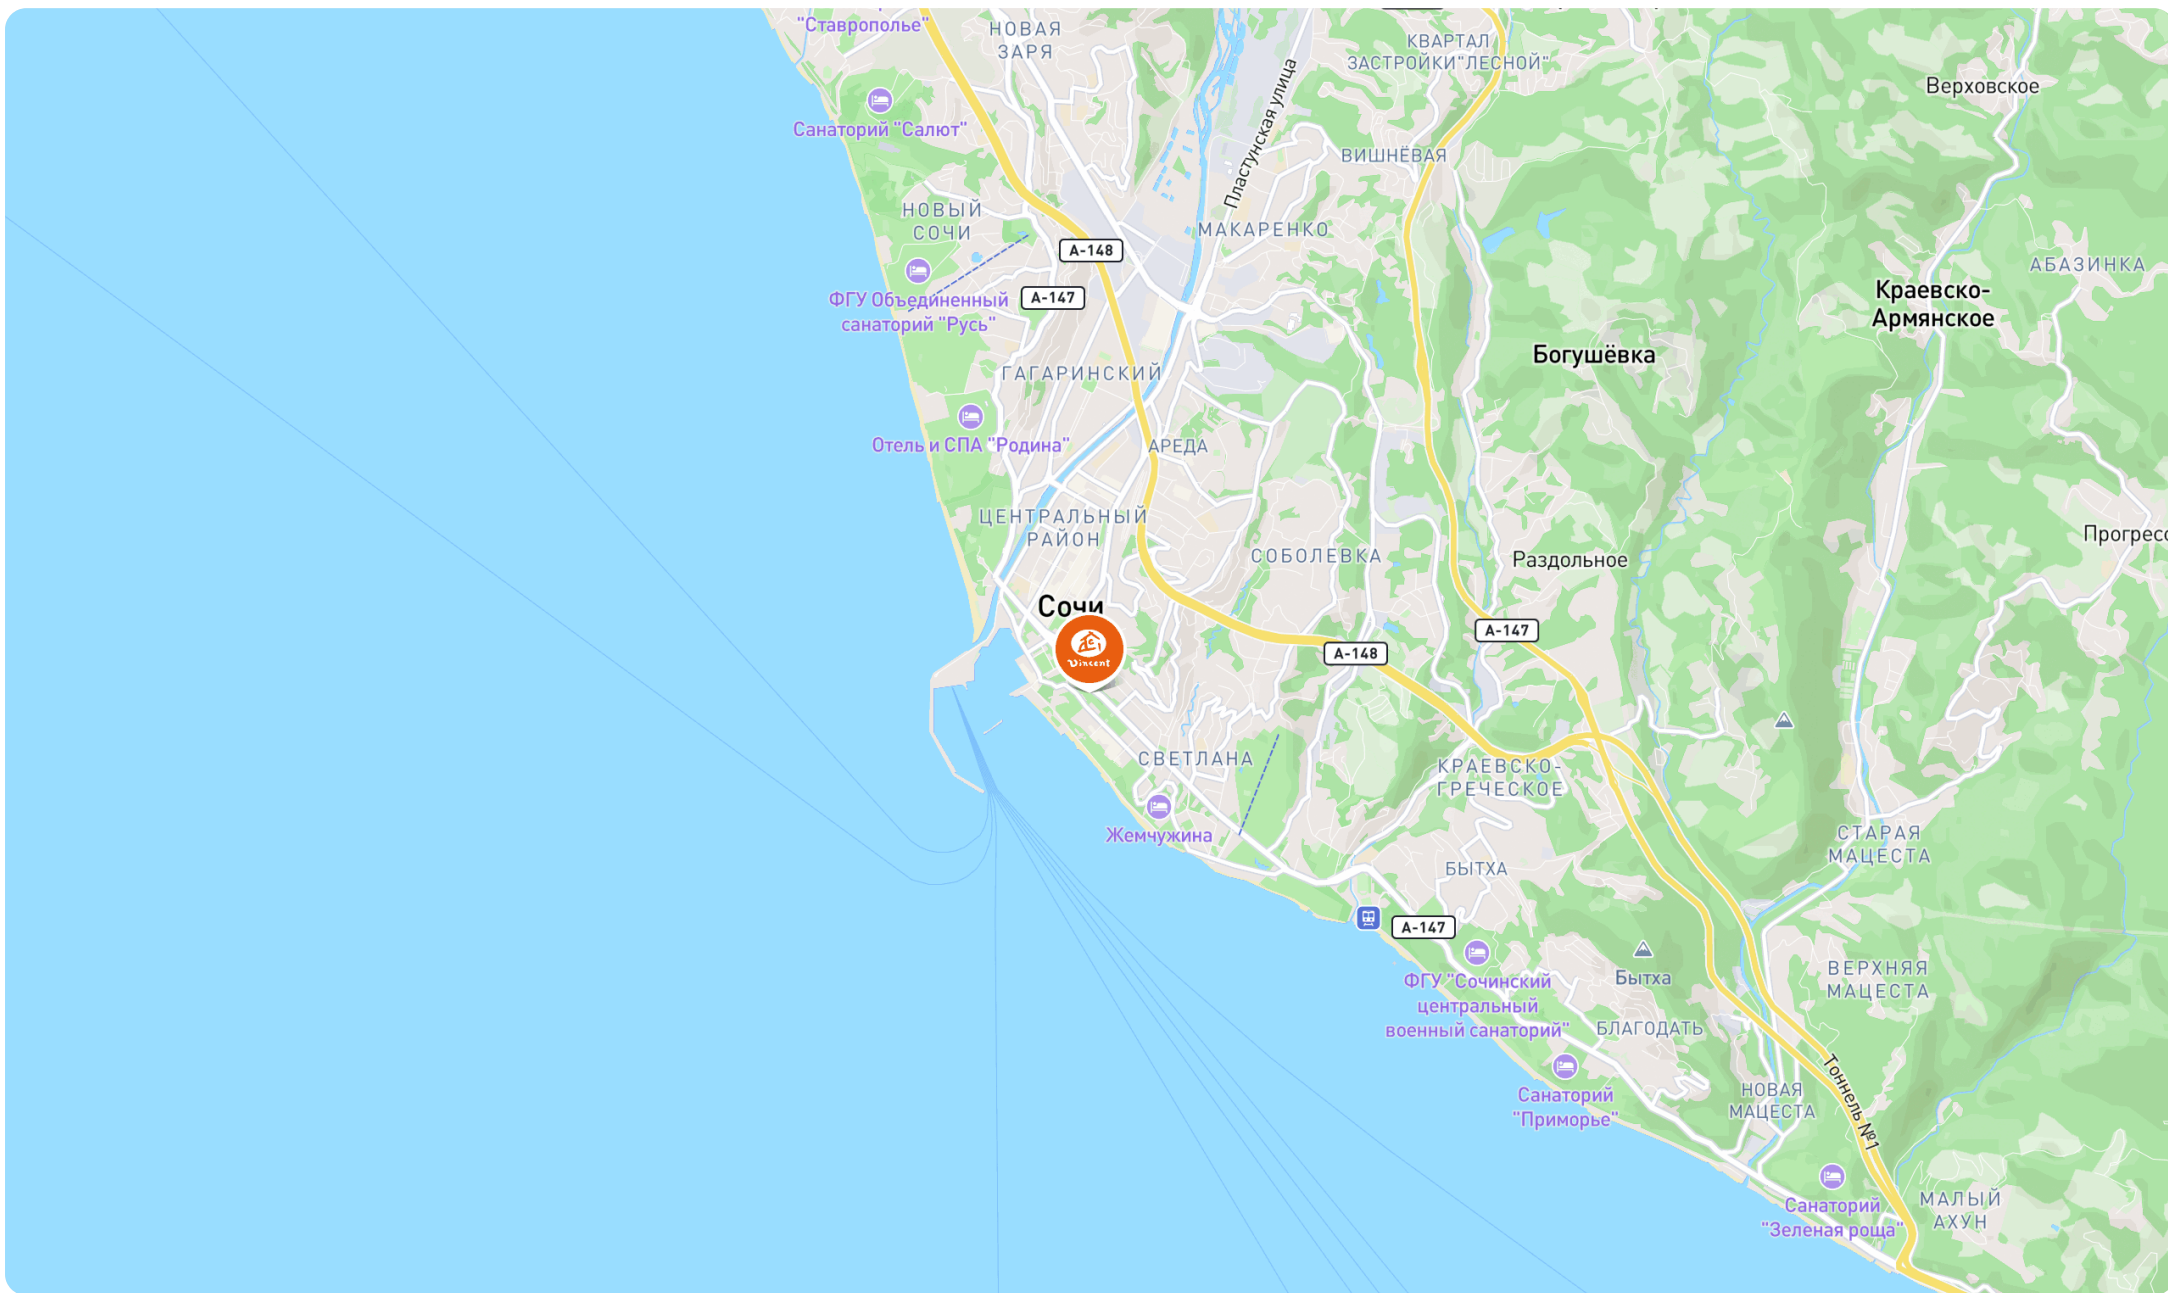 "Ставрополье"
НОВАЯ
ЗАРЯ
КВАРТАЛ
ЗАСТРОЙКИ"ЛЕСНОЙ"
Верховское
Санаторий "Салют"
Пластунская улица
ВИШНЁВАЯ
НОВЫЙ
СОЧИ
МАКАРЕНКО
А-148
АБАЗИНКА
ФГУ Объединенный
санаторий "Русь"
А-147
Краевско-
Армянское
Богушёвка
ГАГАРИНСКИЙ
Отель и СПА "Родина"
АРЕДА
ЦЕНТРАЛЬНЫЙ
РАЙОН
СОБОЛЕВКА
Раздольное
Прогресс
Сочи
Vincent
А-147
А-148
СВЕТЛАНА
КРАЕВСКО-
ГРЕЧЕСКОЕ
Жемчужина
СТАРАЯ
МАЦЕСТА
БЫТХА
А-147
ФГУ "Сочинский
центральный
военный санаторий"
Бытха
ВЕРХНЯЯ
МАЦЕСТА
БЛАГОДАТЬ
Санаторий
"Приморье"
НОВАЯ
МАЦЕСТА
Тоннель №1
Санаторий
"Зеленая роща"
МАЛЫЙ
АХУН